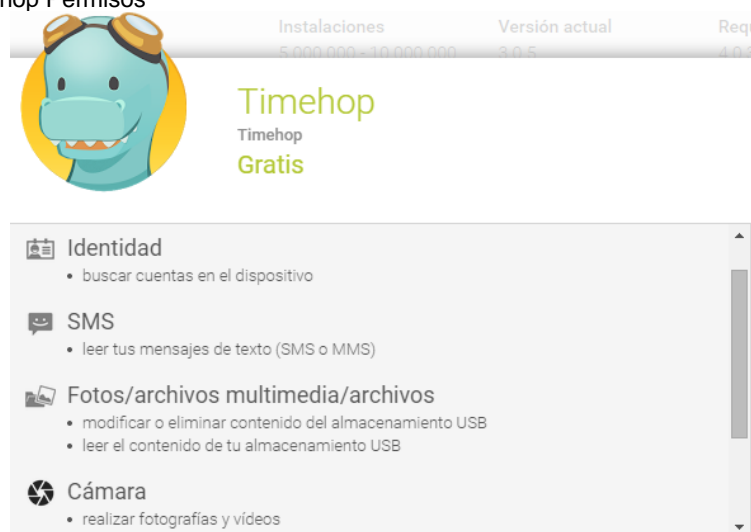 Permisos
Instalaciones Versión actual
5.000.000 - 10.000.000 3.0.5
Timehop
Timehop
Gratis
Identidad
• buscar cuentas en el dispositivo
SMS
• leer tus mensajes de texto (SMS o MMS)
Fotos/archivos multimedia/archivos
• modificar o eliminar contenido del almacenamiento USB
• leer el contenido de tu almacenamiento USB
Cámara
• realizar fotografías y vídeos